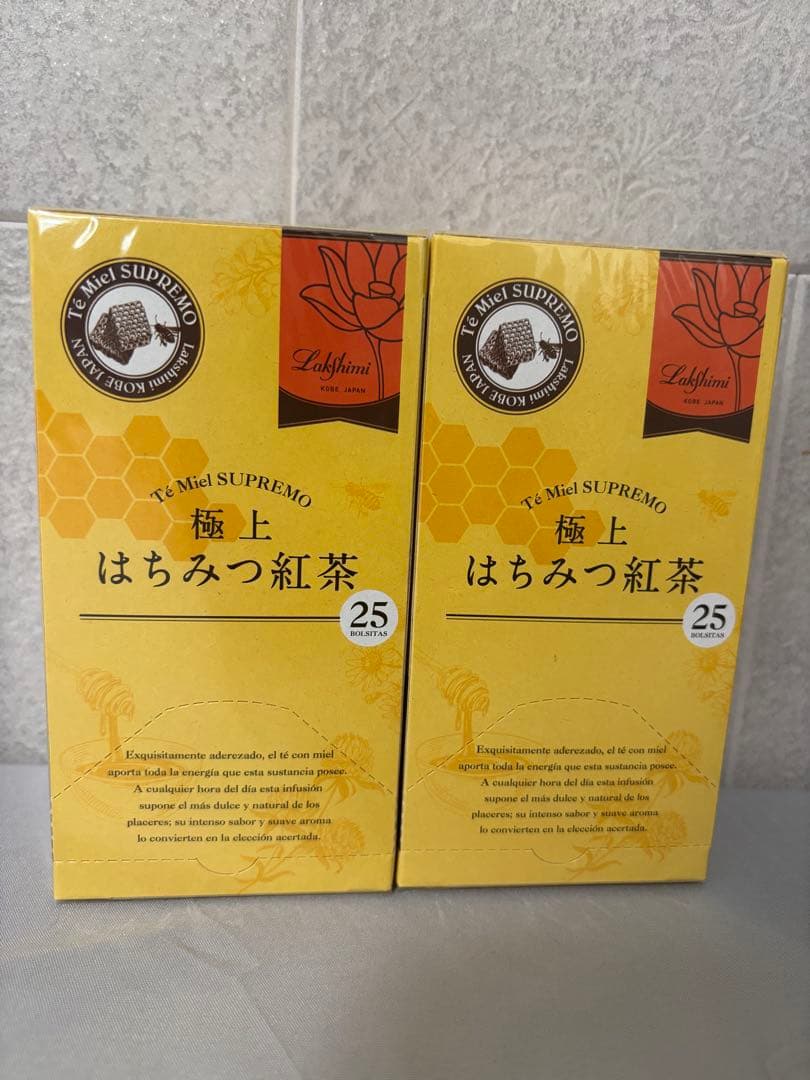 Té Miel SUPREMO
Lakshimi KOBE JAPAN
Lakshimi
KOBE JAPAN
Té Miel SUPREMO
極上
はちみつ紅茶
25
BOLSITAS
Exquisitamente aderezado, el té con miel
aporta toda la energía que esta sustancia posee.
A cualquier hora del día esta infusión
supone el más dulce y natural de los
placeres; su intenso sabor y suave aroma
lo convierten en la elección acertada.
Té Miel SUPREMO
Lakshimi KOBE JAPAN
Lakshimi
KOBE JAPAN
Té Miel SUPREMO
極上
はちみつ紅茶
25
BOLSITAS
Exquisitamente aderezado, el té con miel
aporta toda la energía que esta sustancia posee.
A cualquier hora del día esta infusión
supone el más dulce y natural de los
placeres; su intenso sabor y suave aroma
lo convierten en la elección acertada.